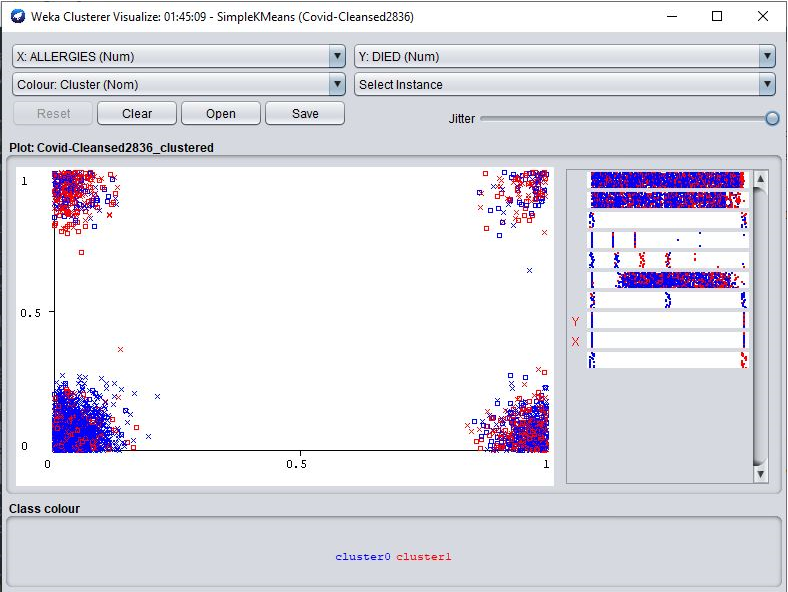 Weka Clusterer Visualize: 01:45:09 - SimpleKMeans (Covid-Cleansed2836)
X: ALLERGIES (Num) Y: DIED (Num)
Colour: Cluster (Nom) Select Instance
Reset Clear Open Save Jitter
Plot: Covid-Cleansed2836_clustered
1
0.5
0
0 0.5 1
Y
X
Class colour
cluster0 cluster1